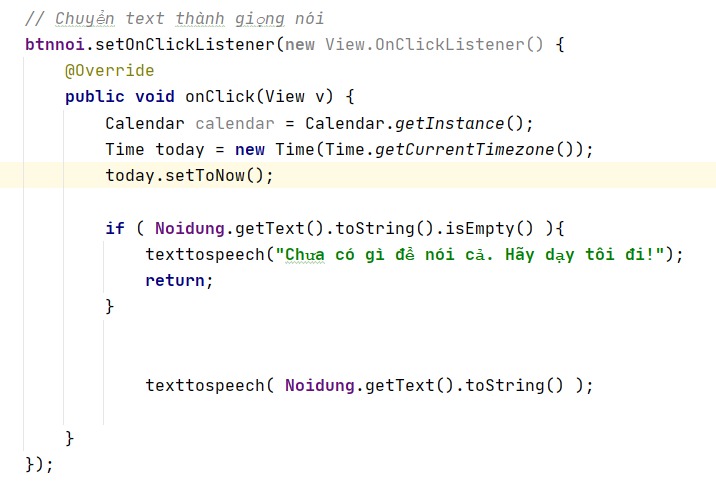 // Chuyển text thành giọng nói
btnnoi.setOnClickListener(new View.OnClickListener() {
@Override
public void onClick(View v) {
Calendar calendar = Calendar.getInstance();
Time today = new Time(Time.getCurrentTimezone());
today.setToNow();
if ( Noidung.getText().toString().isEmpty() ){
texttospeech("Chưa có gì để nói cả. Hãy dạy tôi đi!");
return;
}
texttospeech( Noidung.getText().toString() );
}
});